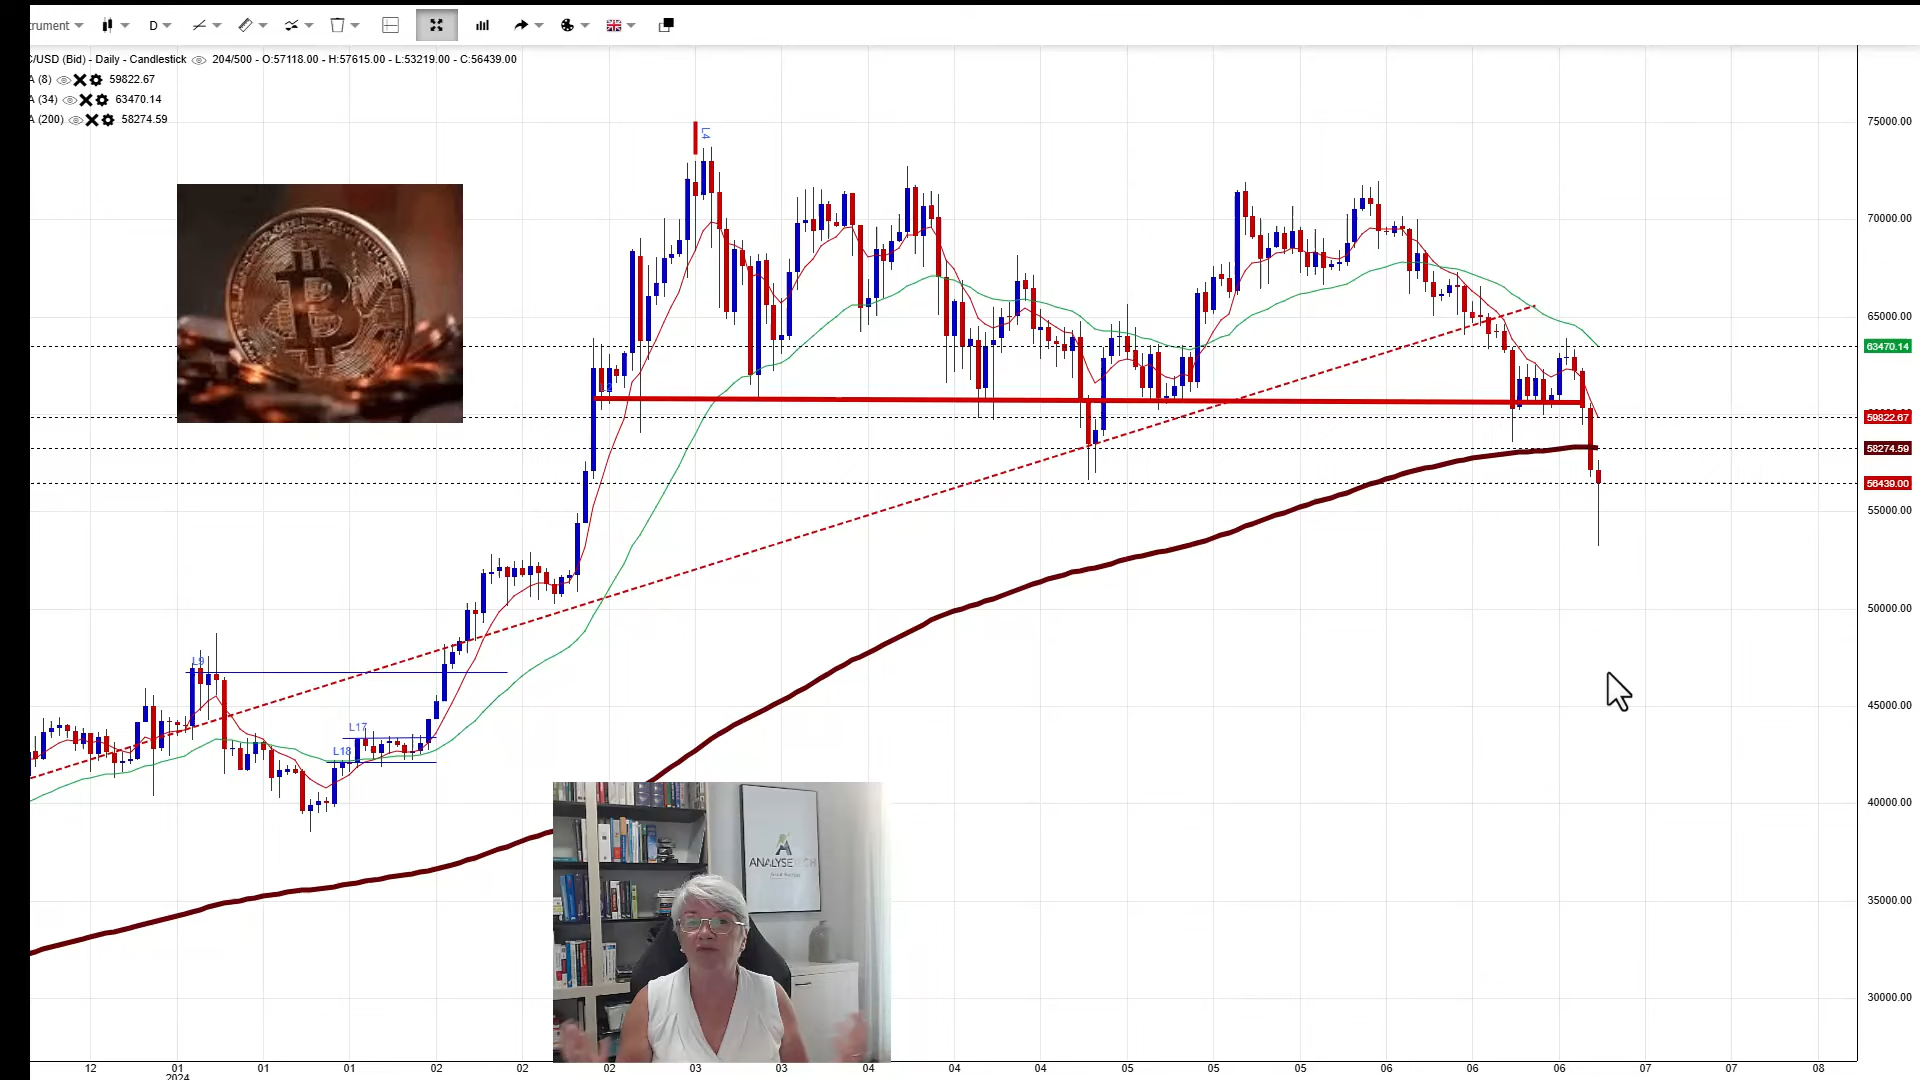 trument D
C/USD (Bid) - Daily - Candlestick 204/500 - O:57118.00 - H:57615.00 - L:53219.00 - C:56439.00
A (8) 59822.67
A (34) 63470.14
A (200) 58274.59
L4
75000.00
70000.00
65000.00
63470.14
59822.67
58274.59
56439.00
55000.00
50000.00
L9
45000.00
L17
L18
40000.00
ANALYSE
35000.00
30000.00
12 01 01 01 02 02 02 03 03 04 04 04 05 05 05 06 06 06 07 07 08
2024